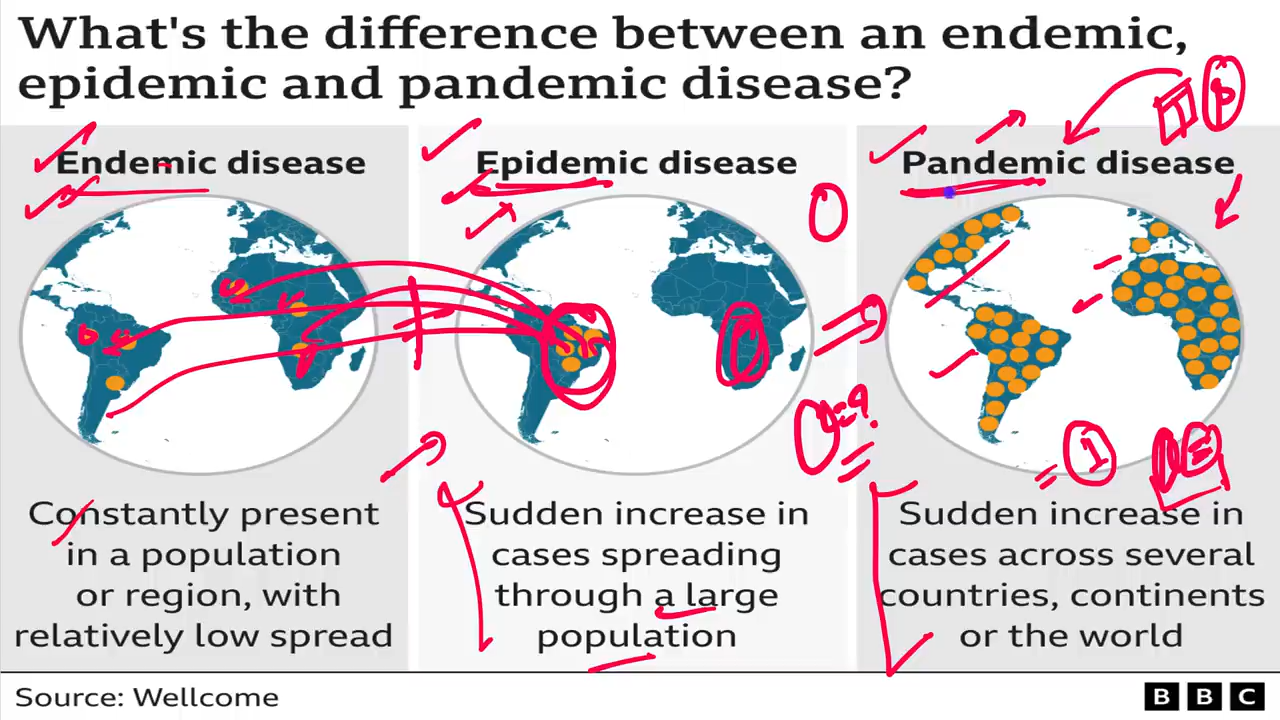 What's the difference between an endemic,
epidemic and pandemic disease?
Endemic disease
Epidemic disease
Pandemic disease
Constantly present
in a population
or region, with
relatively low spread
Sudden increase in
cases spreading
through a large
population
Sudden increase in
cases across several
countries, continents
or the world
Source: Wellcome
BBC